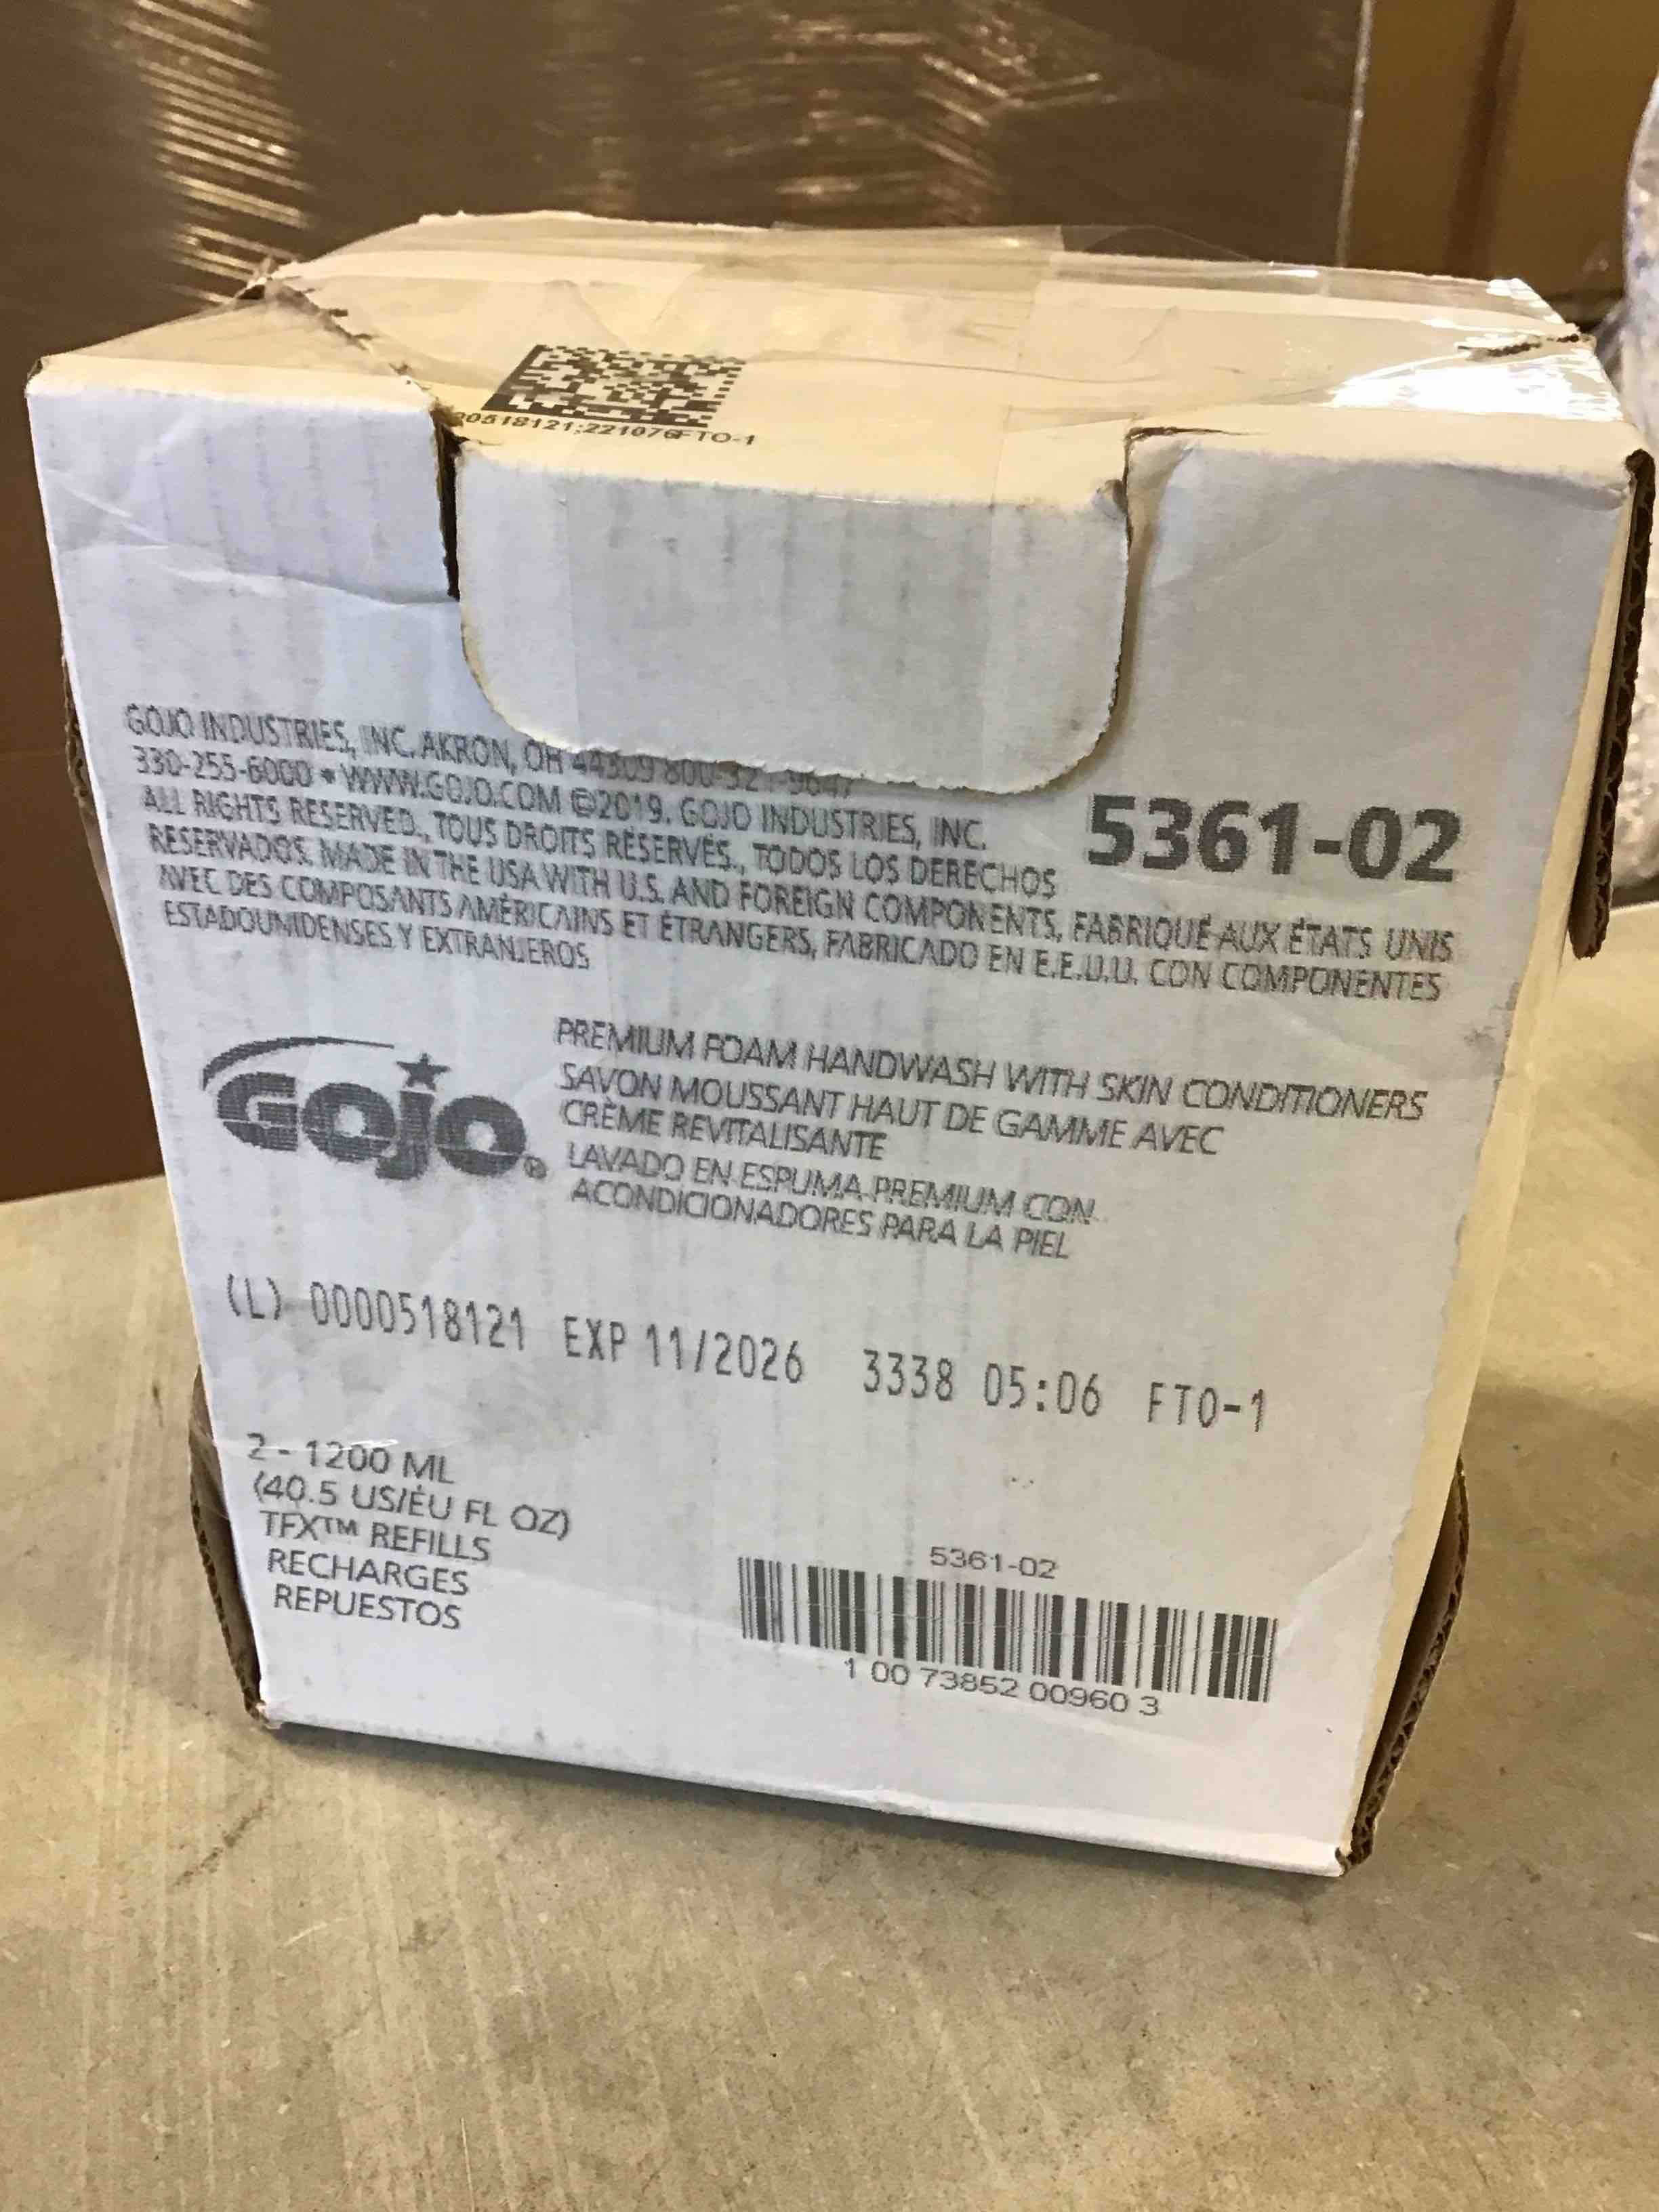 20518121;221076FTO-1
GOJO INDUSTRIES, INC. AKRON, OH 44309 800-321-9647
330-255-6000 • WWW.GOJO.COM ©2019. GOJO INDUSTRIES, INC.
ALL RIGHTS RESERVED., TOUS DROITS RÉSERVÉS., TODOS LOS DERECHOS
RESERVADOS. MADE IN THE USA WITH U.S. AND FOREIGN COMPONENTS, FABRIQUÉ AUX ÉTATS UNIS
AVEC DES COMPOSANTS AMÉRICAINS ET ÉTRANGERS, FABRICADO EN E.E.U.U. CON COMPONENTES
ESTADOUNIDENSES Y EXTRANJEROS
5361-02
GOJO®
PREMIUM FOAM HANDWASH WITH SKIN CONDITIONERS
SAVON MOUSSANT HAUT DE GAMME AVEC
CRÈME REVITALISANTE
LAVADO EN ESPUMA PREMIUM CON
ACONDICIONADORES PARA LA PIEL
(L) 0000518121 EXP 11/2026 3338 05:06 FTO-1
2 - 1200 ML
(40.5 US/ÉU FL OZ)
TFX™ REFILLS
RECHARGES
REPUESTOS
5361-02
1 00 73852 00960 3